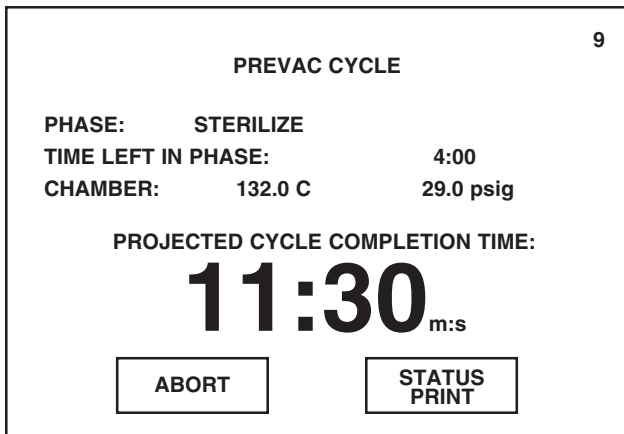 9
PREVAC CYCLE
PHASE: STERILIZE
TIME LEFT IN PHASE: 4:00
CHAMBER: 132.0 C 29.0 psig
PROJECTED CYCLE COMPLETION TIME:
11:30 m:s
ABORT
STATUS
PRINT